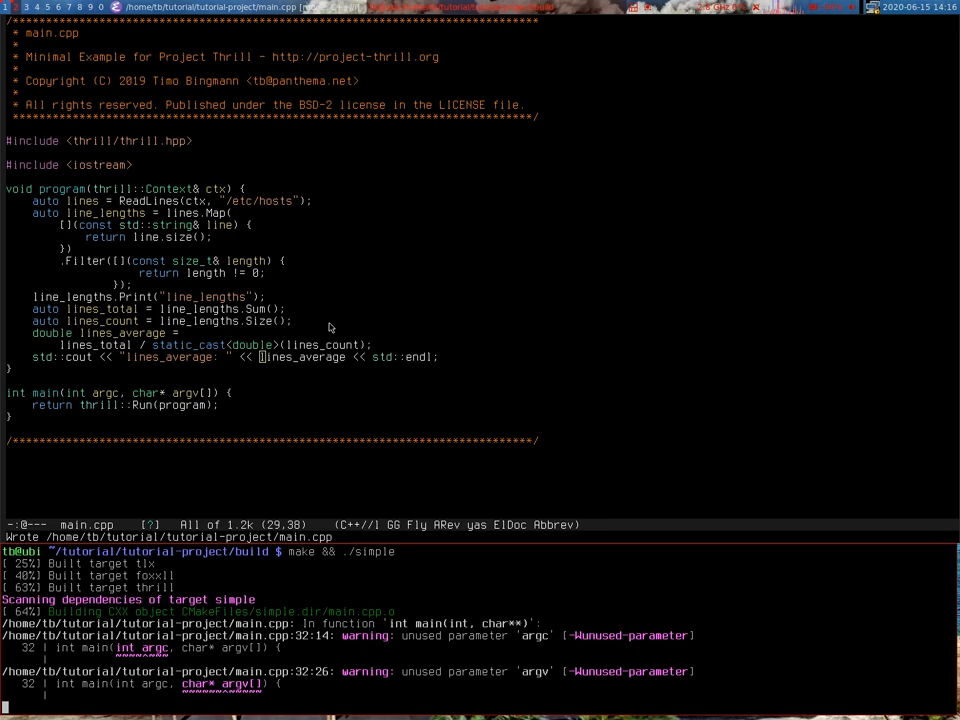 1 2 3 4 5 6 7 8 9 0 /home/tb/tutorial/tutorial-project/main.cpp 2020-06-15 14:16
/*******************************************************************************
 * main.cpp
 *
 * Minimal Example for Project Thrill - http://project-thrill.org
 *
 * Copyright (C) 2019 Timo Bingmann <tb@panthema.net>
 *
 * All rights reserved. Published under the BSD-2 license in the LICENSE file.
 ******************************************************************************/
#include <thrill/thrill.hpp>
#include <iostream>
void program(thrill::Context& ctx) {
    auto lines = ReadLines(ctx, "/etc/hosts");
    auto line_lengths = lines.Map(
        [](const std::string& line) {
            return line.size();
        })
        .Filter([](const size_t& length) {
                    return length != 0;
                });
    line_lengths.Print("line_lengths");
    auto lines_total = line_lengths.Sum();
    auto lines_count = line_lengths.Size();
    double lines_average =
        lines_total / static_cast<double>(lines_count);
    std::cout << "lines_average: " << lines_average << std::endl;
}
int main(int argc, char* argv[]) {
    return thrill::Run(program);
}
/******************************************************************************/
-:@--- main.cpp [?] All of 1.2k (29,38) (C++//l GG Fly ARev yas ElDoc Abbrev)
Wrote /home/tb/tutorial/tutorial-project/main.cpp
tb@ubi ~/tutorial/tutorial-project/build $ make && ./simple
[ 25%] Built target tlx
[ 40%] Built target foxxll
[ 63%] Built target thrill
Scanning dependencies of target simple
[ 64%] Building CXX object CMakeFiles/simple.dir/main.cpp.o
/home/tb/tutorial/tutorial-project/main.cpp: In function 'int main(int, char**)':
/home/tb/tutorial/tutorial-project/main.cpp:32:14: warning: unused parameter 'argc' [-Wunused-parameter]
   32 | int main(int argc, char* argv[]) {
      |          ~~~~^~~~
/home/tb/tutorial/tutorial-project/main.cpp:32:26: warning: unused parameter 'argv' [-Wunused-parameter]
   32 | int main(int argc, char* argv[]) {
      |                    ~~~~~~^~~~~~